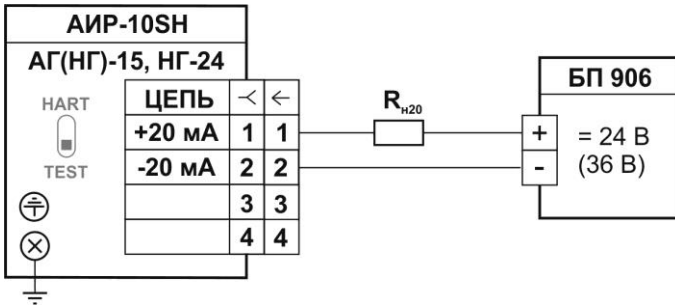 АИР-10SH
АГ(НГ)-15, НГ-24
HART
TEST
ЦЕПЬ
+20 мА 1 1
-20 мА 2 2
3 3
4 4
Rн20
БП 906
+ = 24 В
- (36 В)